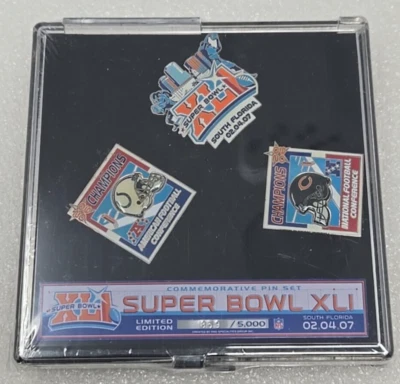 SUPER BOWL
XLI
SOUTH FLORIDA
02.04.07
CHAMPIONS
AMERICAN FOOTBALL
CONFERENCE
CHAMPIONS
NATIONAL FOOTBALL
CONFERENCE
COMMEMORATIVE PIN SET
SUPER BOWL
XLI
SUPER BOWL XLI
LIMITED
EDITION
/5,000
NFL
SOUTH FLORIDA
02.04.07